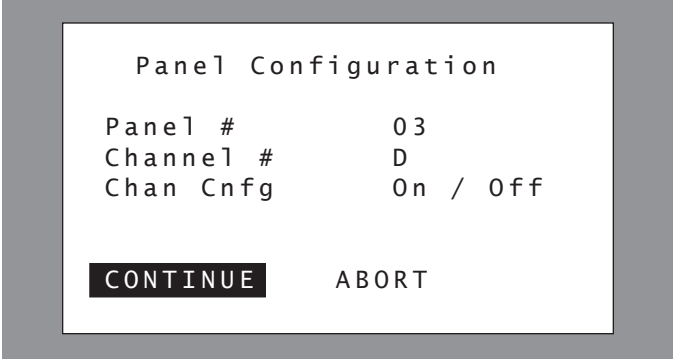 Panel Configuration
Panel # 03
Channel # D
Chan Cnfg On / Off
CONTINUE ABORT